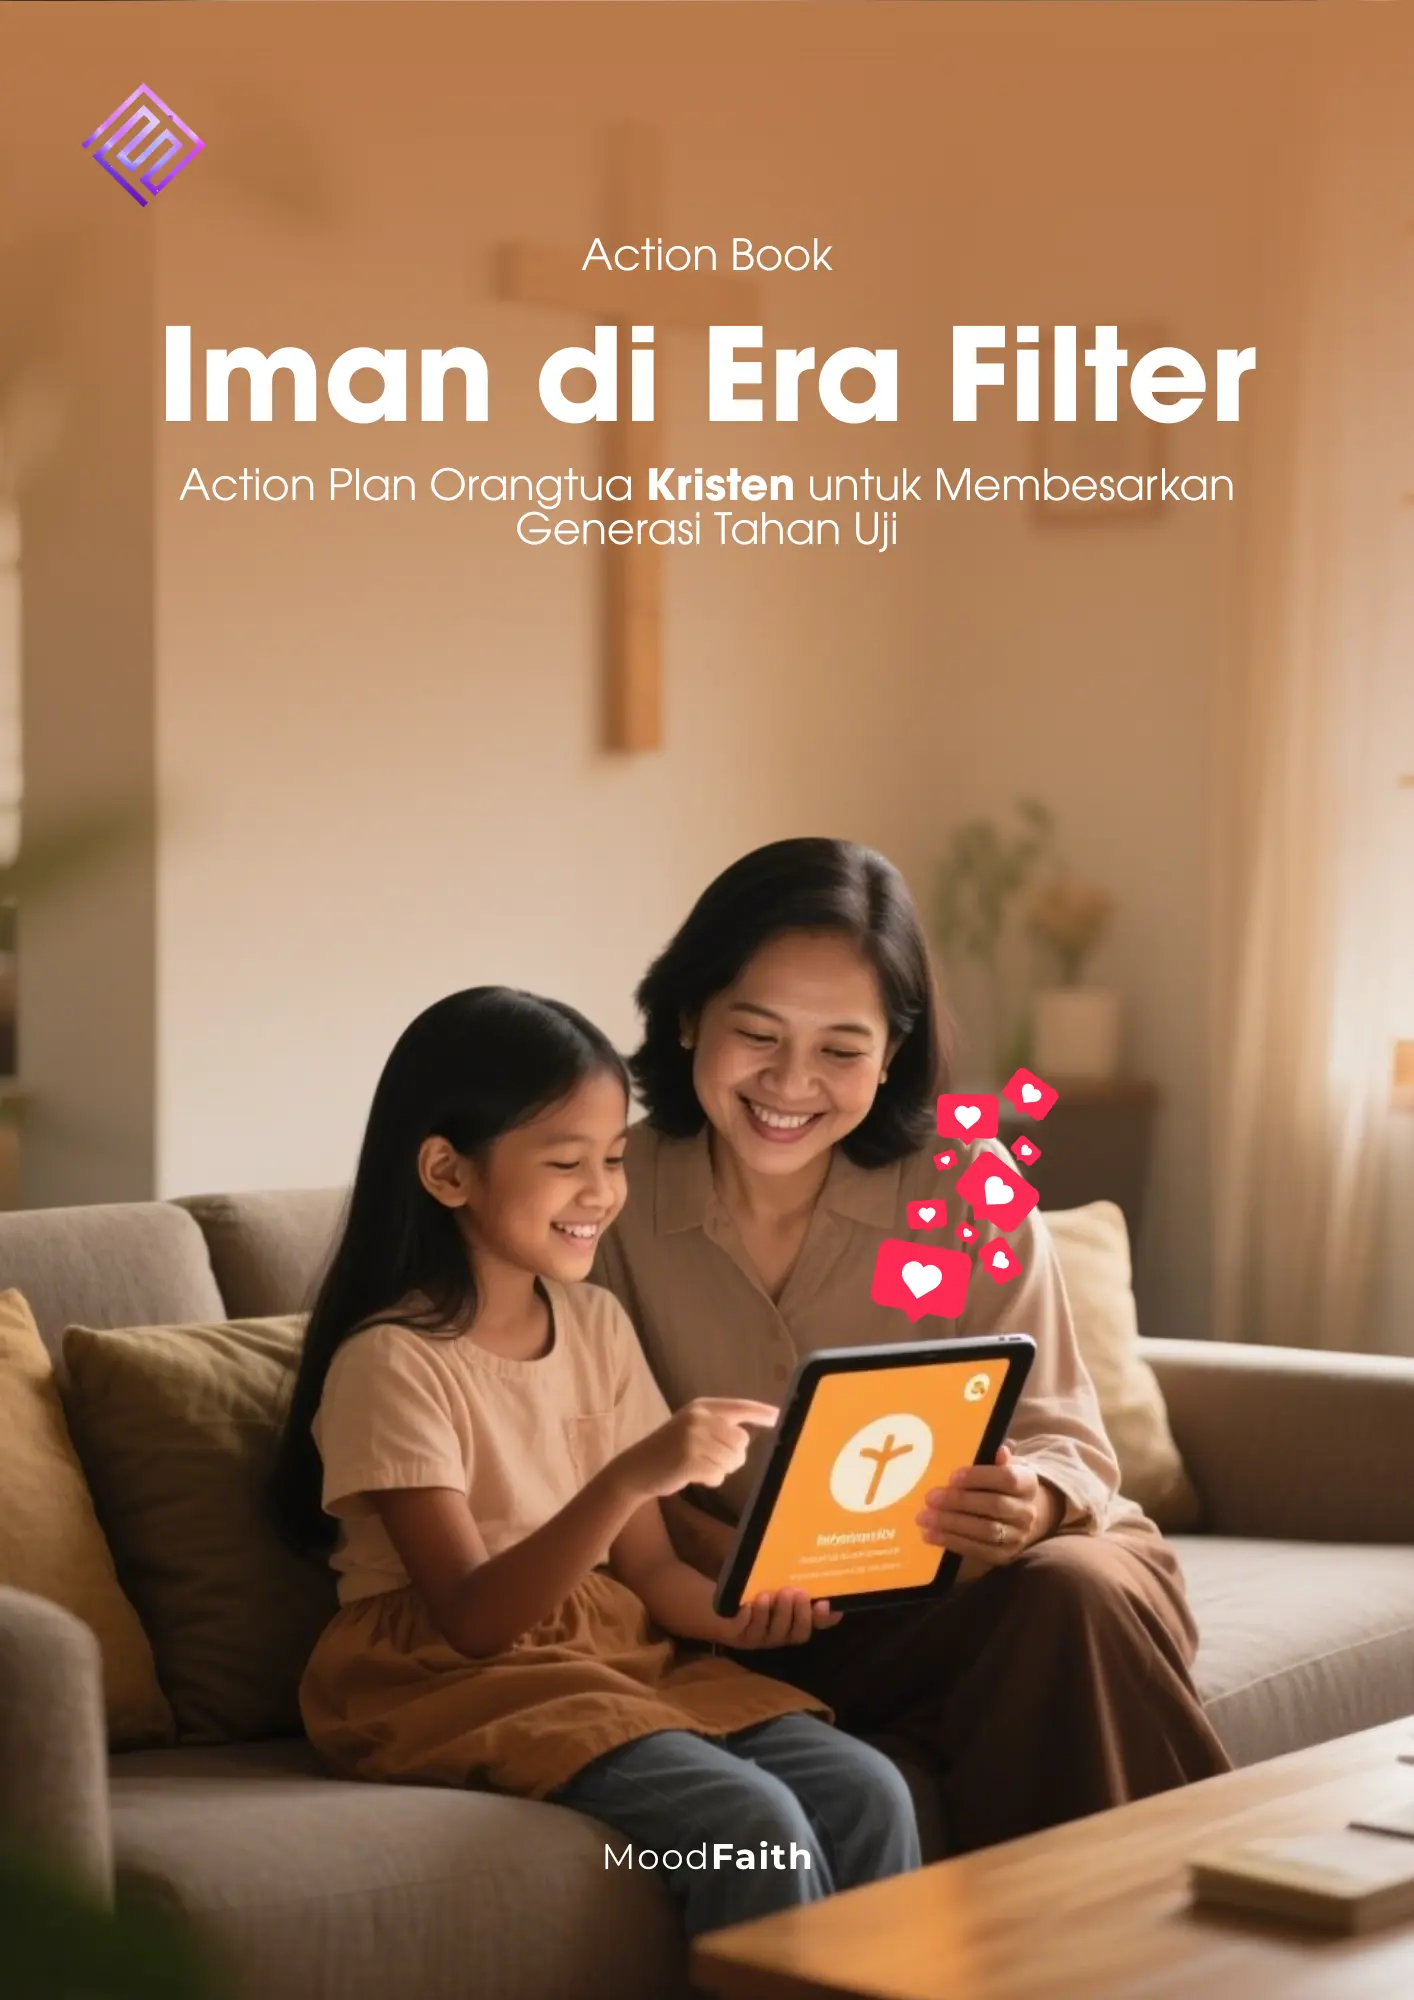 Action Book
Iman di Era Filter
Action Plan Orangtua Kristen untuk Membesarkan
Generasi Tahan Uji
MoodFaith